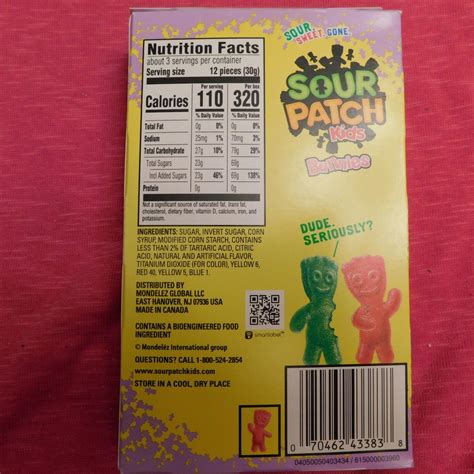 SOUR. SWEET. GONE.
SOUR
PATCH
Kids
Bunnies
Nutrition Facts
about 3 servings per container
Serving size 12 pieces (30g)
Per serving Per box
Calories 110 320
% Daily Value % Daily Value
Total Fat 0g 0% 0g 0%
Sodium 25mg 1% 70mg 3%
Total Carbohydrate 27g 10% 79g 29%
Total Sugars 23g 69g
Incl Added Sugars 23g 46% 69g 138%
Protein 0g 0g
Not a significant source of saturated fat, trans fat,
cholesterol, dietary fiber, vitamin D, calcium, iron, and
potassium.
INGREDIENTS: SUGAR, INVERT SUGAR, CORN
SYRUP, MODIFIED CORN STARCH, CONTAINS
LESS THAN 2% OF TARTARIC ACID, CITRIC
ACID, NATURAL AND ARTIFICIAL FLAVOR,
TITANIUM DIOXIDE (FOR COLOR), YELLOW 6,
RED 40, YELLOW 5, BLUE 1.
DISTRIBUTED BY
MONDELEZ GLOBAL LLC
EAST HANOVER, NJ 07936 USA
MADE IN CANADA
CONTAINS A BIOENGINEERED FOOD
INGREDIENT
© Mondelēz International group
QUESTIONS? CALL 1-800-524-2854
www.sourpatchkids.com
STORE IN A COOL, DRY PLACE
smartlabel™
DUDE.
SERIOUSLY?
0 70462 43383 8
04050050403434 / 815000003960